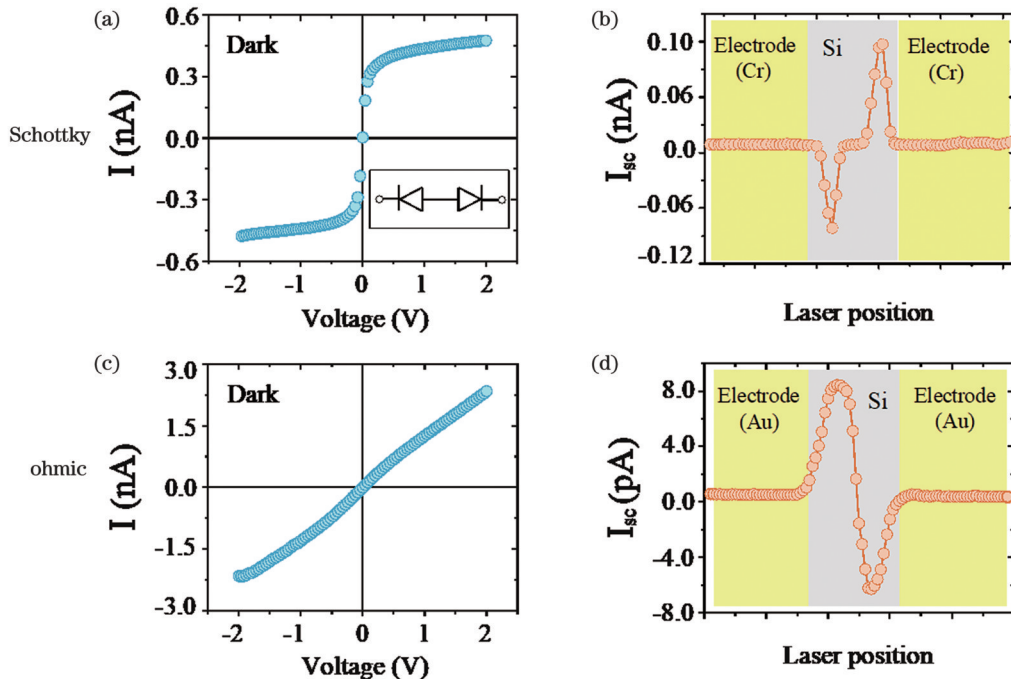 (a)
Dark
Schottky
I (nA)
0.6
0.3
0.0
-0.3
-0.6
-2 -1 0 1 2
Voltage (V)
(b)
Electrode
(Cr)
Si
Electrode
(Cr)
Isc (nA)
0.10
0.06
0.0
-0.06
-0.12
Laser position
(c)
Dark
ohmic
I (nA)
3.0
1.5
0.0
-1.5
-3.0
-2 -1 0 1 2
Voltage (V)
(d)
Electrode
(Au)
Si
Electrode
(Au)
Isc (pA)
8.0
4.0
0.0
-4.0
-8.0
Laser position